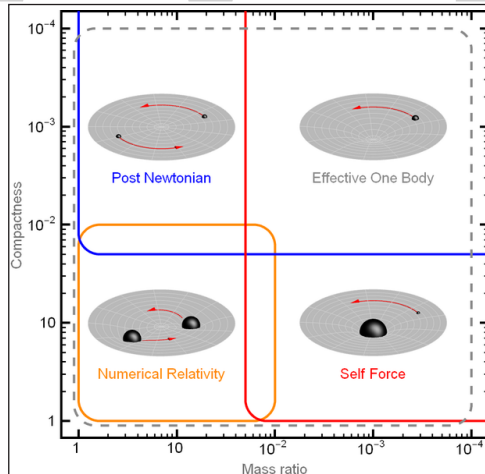 10⁻⁴
10⁻³
Post Newtonian
Effective One Body
Compactness
10⁻²
10
Numerical Relativity
Self Force
1
1
10
10⁻²
10⁻³
10⁻⁴
Mass ratio